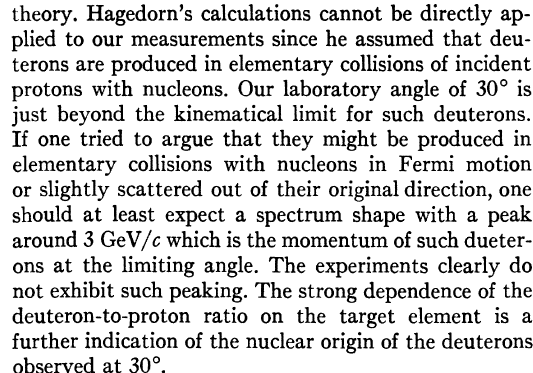 theory. Hagedorn's calculations cannot be directly ap-
plied to our measurements since he assumed that deu-
terons are produced in elementary collisions of incident
protons with nucleons. Our laboratory angle of 30° is
just beyond the kinematical limit for such deuterons.
If one tried to argue that they might be produced in
elementary collisions with nucleons in Fermi motion
or slightly scattered out of their original direction, one
should at least expect a spectrum shape with a peak
around 3 GeV/c which is the momentum of such dueter-
ons at the limiting angle. The experiments clearly do
not exhibit such peaking. The strong dependence of the
deuteron-to-proton ratio on the target element is a
further indication of the nuclear origin of the deuterons
observed at 30°.